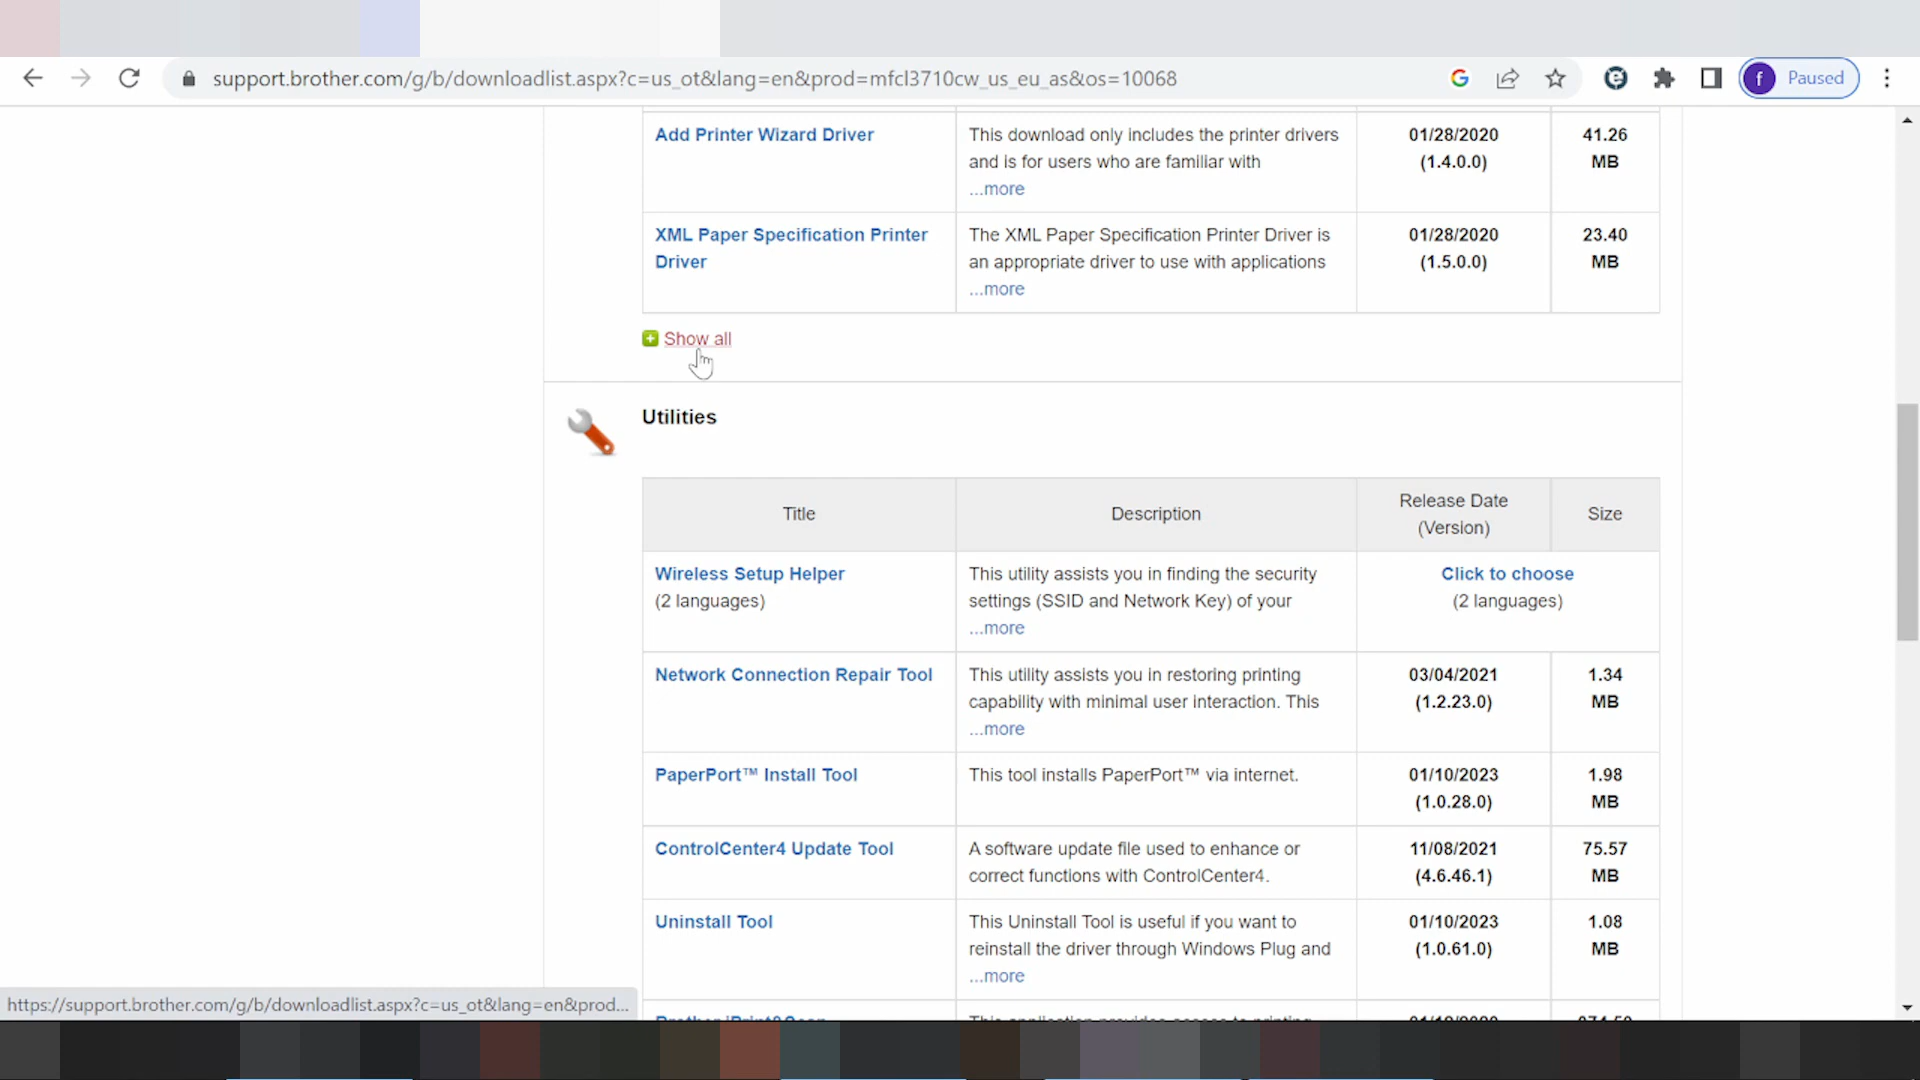 support.brother.com/g/b/downloadlist.aspx?c=us_ot&lang=en&prod=mfcl3710cw_us_eu_as&os=10068
G
f Paused
Add Printer Wizard Driver
This download only includes the printer drivers
and is for users who are familiar with
...more
01/28/2020
(1.4.0.0)
41.26
MB
XML Paper Specification Printer
Driver
The XML Paper Specification Printer Driver is
an appropriate driver to use with applications
...more
01/28/2020
(1.5.0.0)
23.40
MB
Show all
Utilities
Title
Description
Release Date
(Version)
Size
Wireless Setup Helper
(2 languages)
This utility assists you in finding the security
settings (SSID and Network Key) of your
...more
Click to choose
(2 languages)
Network Connection Repair Tool
This utility assists you in restoring printing
capability with minimal user interaction. This
...more
03/04/2021
(1.2.23.0)
1.34
MB
PaperPort™ Install Tool
This tool installs PaperPort™ via internet.
01/10/2023
(1.0.28.0)
1.98
MB
ControlCenter4 Update Tool
A software update file used to enhance or
correct functions with ControlCenter4.
11/08/2021
(4.6.46.1)
75.57
MB
Uninstall Tool
This Uninstall Tool is useful if you want to
reinstall the driver through Windows Plug and
...more
01/10/2023
(1.0.61.0)
1.08
MB
https://support.brother.com/g/b/downloadlist.aspx?c=us_ot&lang=en&prod...